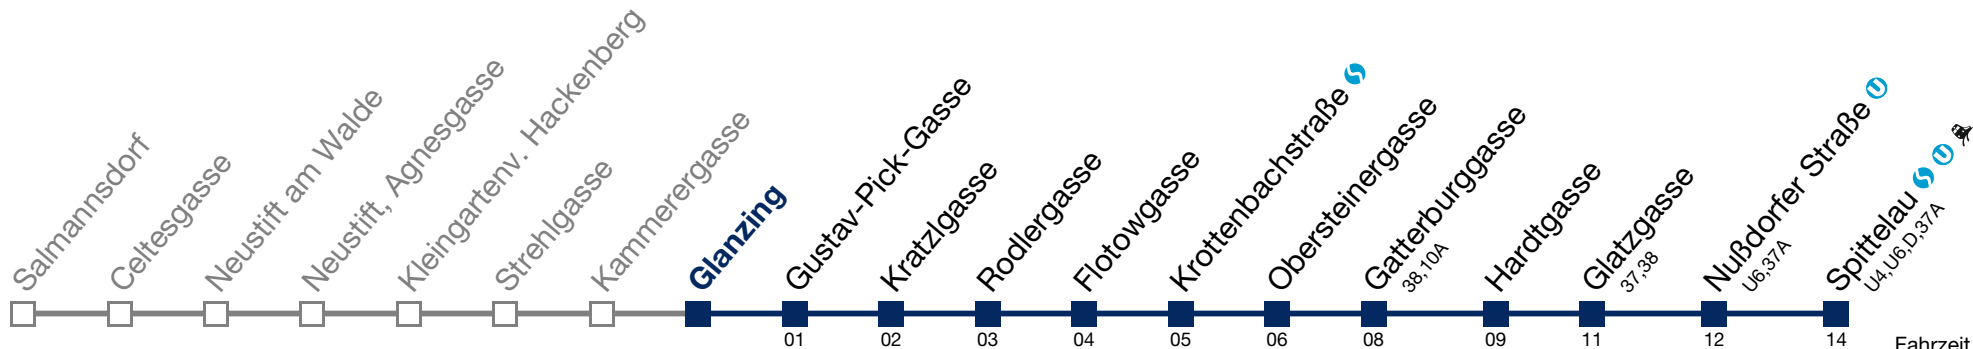 Salmannsdorf
Celtesgasse
Neustift am Walde
Neustift, Agnesgasse
Kleingartenv. Hackenberg
Strehlgasse
Kammerergasse
Glanzing
Gustav-Pick-Gasse
01
Kratzlgasse
02
Rodlergasse
03
Flotowgasse
04
Krottenbachstraße
05
Obersteinergasse
06
Gatterburggasse
38,10A
08
Hardtgasse
09
Glatzgasse
37,38
11
Nußdorfer Straße U
U6,37A
12
Spittelau U
U4,U6,D,37A
14
Fahrzeit